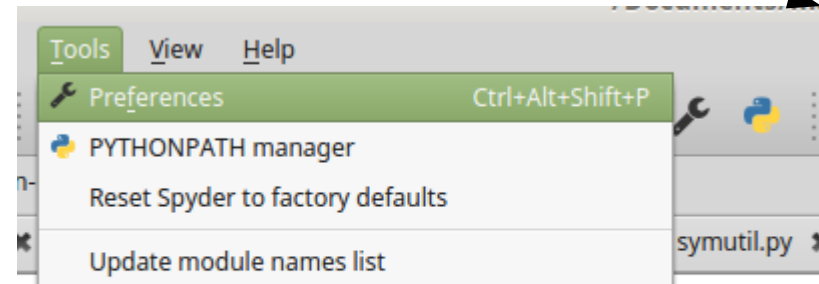 Tools View Help
Preferences Ctrl+Alt+Shift+P
PYTHONPATH manager
n-
Reset Spyder to factory defaults
symutil.py
Update module names list